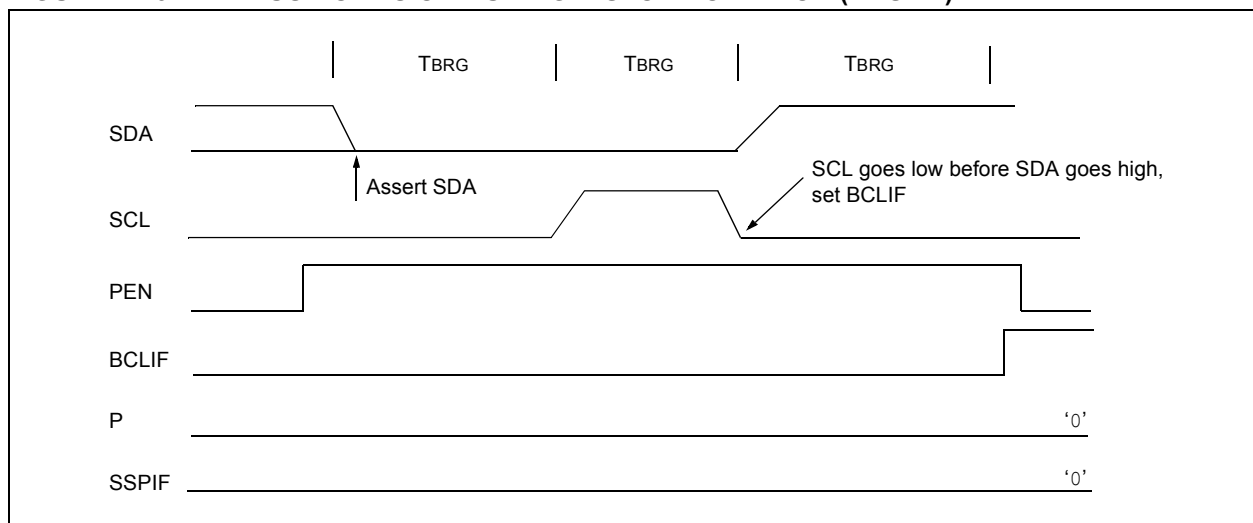 TBRG TBRG TBRG
SDA
Assert SDA
SCL goes low before SDA goes high,
set BCLIF
SCL
PEN
BCLIF
P '0'
SSPIF '0'